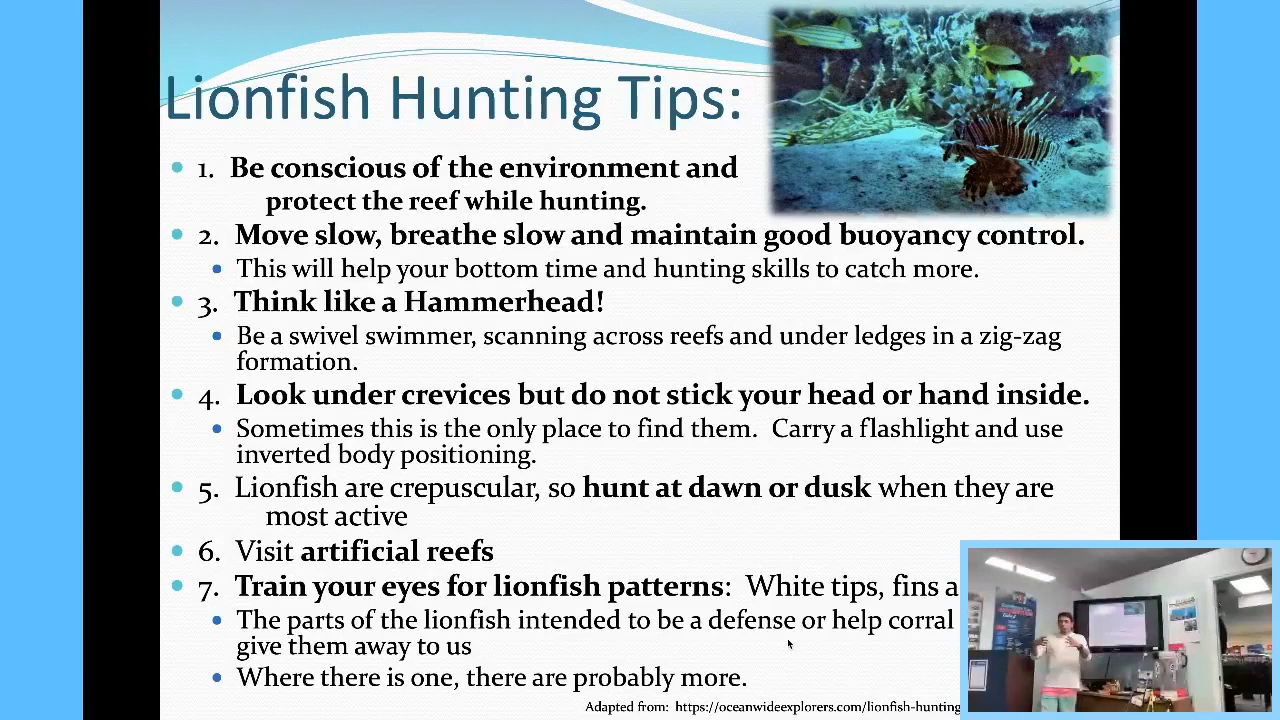 Lionfish Hunting Tips:
1. Be conscious of the environment and
protect the reef while hunting.
2. Move slow, breathe slow and maintain good buoyancy control.
This will help your bottom time and hunting skills to catch more.
3. Think like a Hammerhead!
Be a swivel swimmer, scanning across reefs and under ledges in a zig-zag
formation.
4. Look under crevices but do not stick your head or hand inside.
Sometimes this is the only place to find them. Carry a flashlight and use
inverted body positioning.
5. Lionfish are crepuscular, so hunt at dawn or dusk when they are
most active
6. Visit artificial reefs
7. Train your eyes for lionfish patterns: White tips, fins a
The parts of the lionfish intended to be a defense or help corral
give them away to us
Where there is one, there are probably more.
Adapted from: https://oceanwideexplorers.com/lionfish-hunting